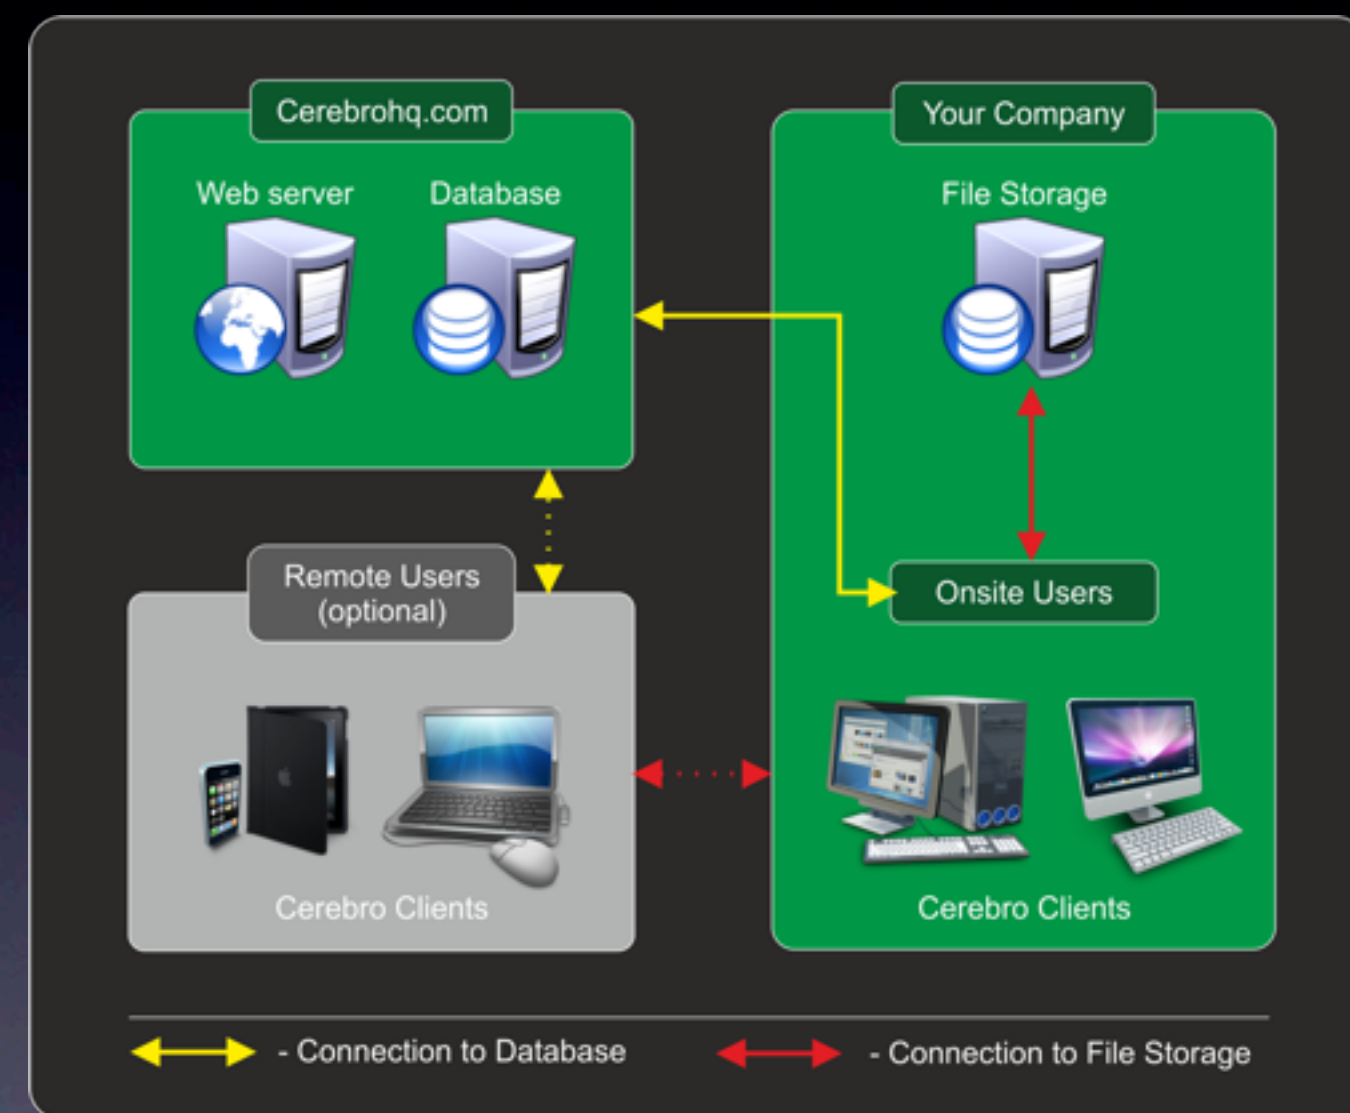 Cerebrohq.com
Web server
Database
Your Company
File Storage
Remote Users
(optional)
Onsite Users
Cerebro Clients
Cerebro Clients
- Connection to Database
- Connection to File Storage